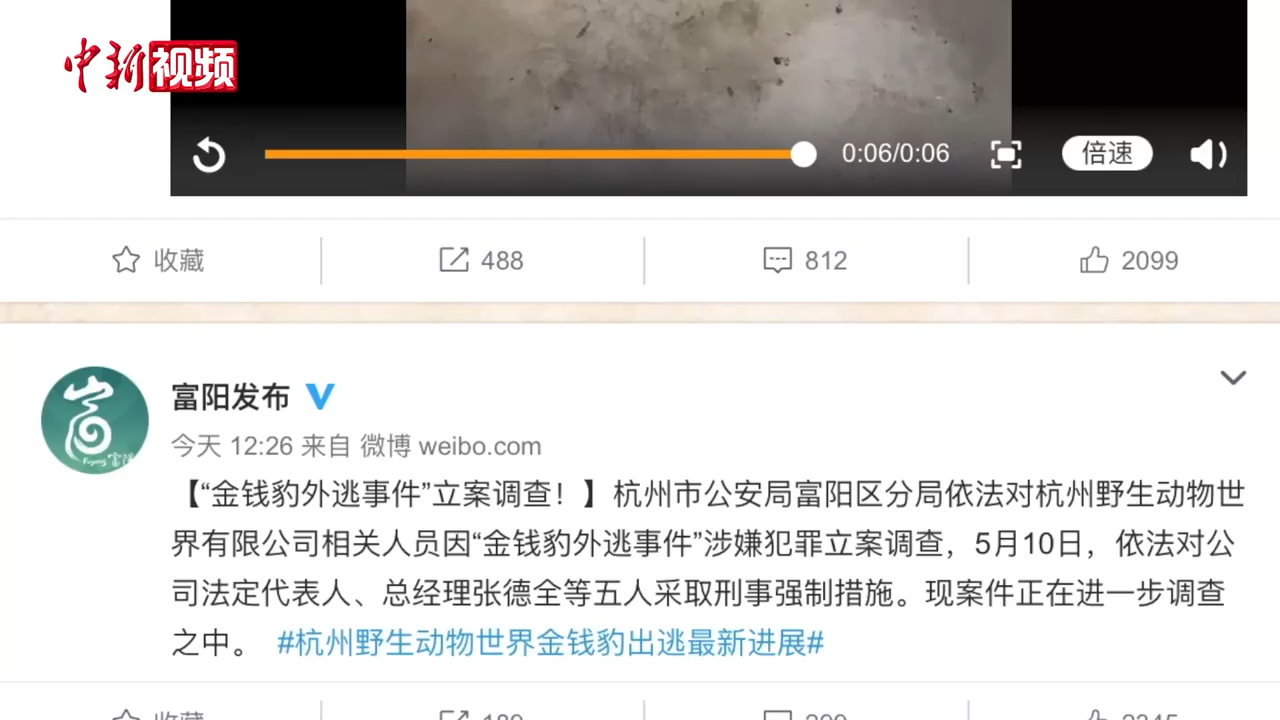 中新视频
0:06/0:06
倍速
收藏
488
812
2099
富阳发布
今天 12:26 来自 微博 weibo.com
【“金钱豹外逃事件”立案调查！】杭州市公安局富阳区分局依法对杭州野生动物世
界有限公司相关人员因“金钱豹外逃事件”涉嫌犯罪立案调查，5月10日，依法对公
司法定代表人、总经理张德全等五人采取刑事强制措施。现案件正在进一步调查
之中。 #杭州野生动物世界金钱豹出逃最新进展#
收藏